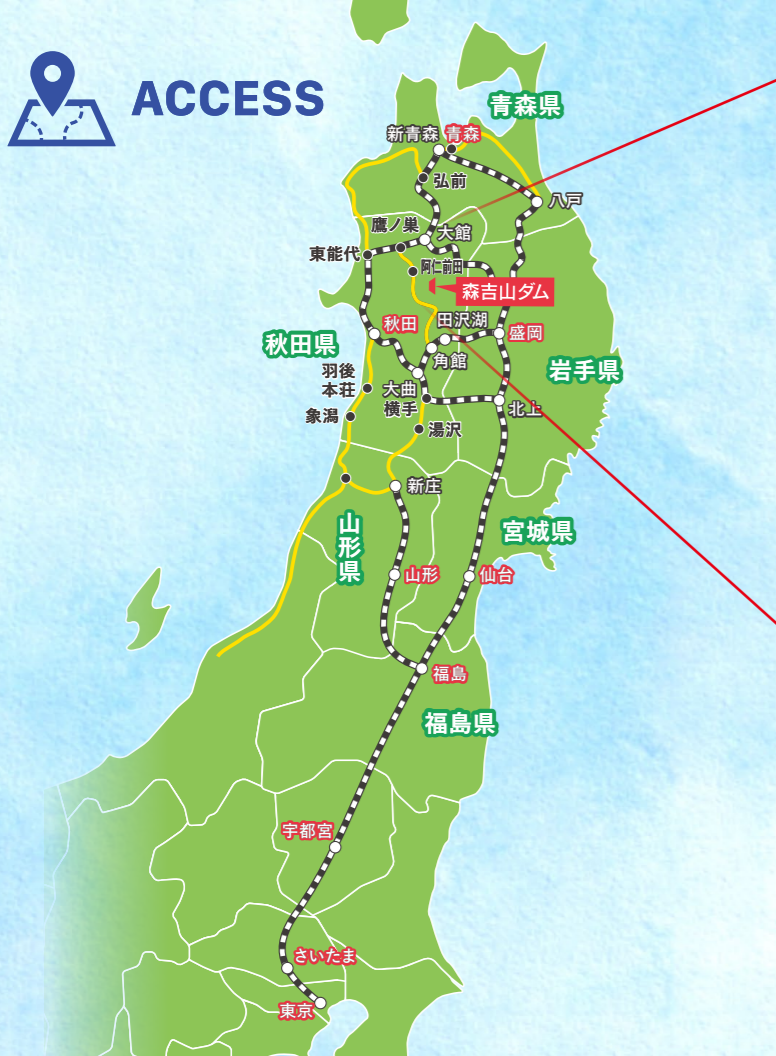 ACCESS
青森県
新青森
青森
弘前
八戸
鷹ノ巣
大館
東能代
阿仁前田
森吉山ダム
秋田
田沢湖
盛岡
秋田県
角館
岩手県
羽後
本荘
大曲
横手
北上
象潟
湯沢
新庄
山形県
宮城県
山形
仙台
福島
福島県
宇都宮
さいたま
東京